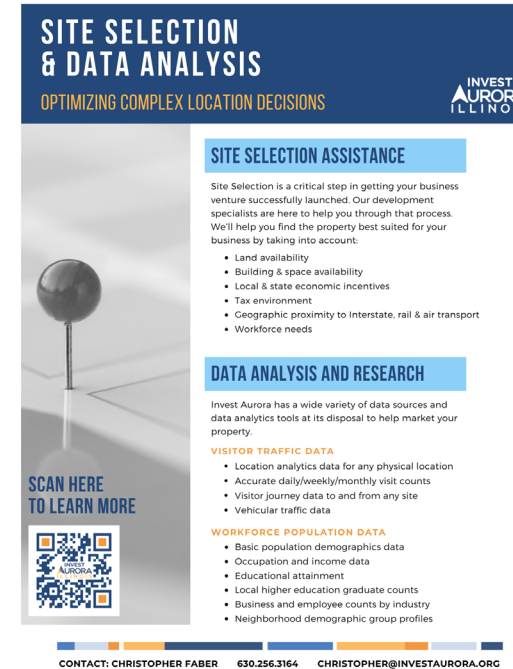 SITE SELECTION
& DATA ANALYSIS
OPTIMIZING COMPLEX LOCATION DECISIONS
INVEST
AUROR
ILLINO
SITE SELECTION ASSISTANCE
Site Selection is a critical step in getting your business
venture successfully launched. Our development
specialists are here to help you through that process.
We'll help you find the property best suited for your
business by taking into account:
• Land availability
• Building & space availability
• Local & state economic incentives
• Tax environment
• Geographic proximity to Interstate, rail & air transport
• Workforce needs
DATA ANALYSIS AND RESEARCH
Invest Aurora has a wide variety of data sources and
data analytics tools at its disposal to help market your
property.
VISITOR TRAFFIC DATA
• Location analytics data for any physical location
• Accurate daily/weekly/monthly visit counts
• Visitor journey data to and from any site
• Vehicular traffic data
WORKFORCE POPULATION DATA
• Basic population demographics data
• Occupation and income data
• Educational attainment
• Local higher education graduate counts
• Business and employee counts by industry
• Neighborhood demographic group profiles
SCAN HERE
TO LEARN MORE
INVEST
AURORA
ILLINOIS
CONTACT: CHRISTOPHER FABER 630.256.3164 CHRISTOPHER@INVESTAURORA.ORG